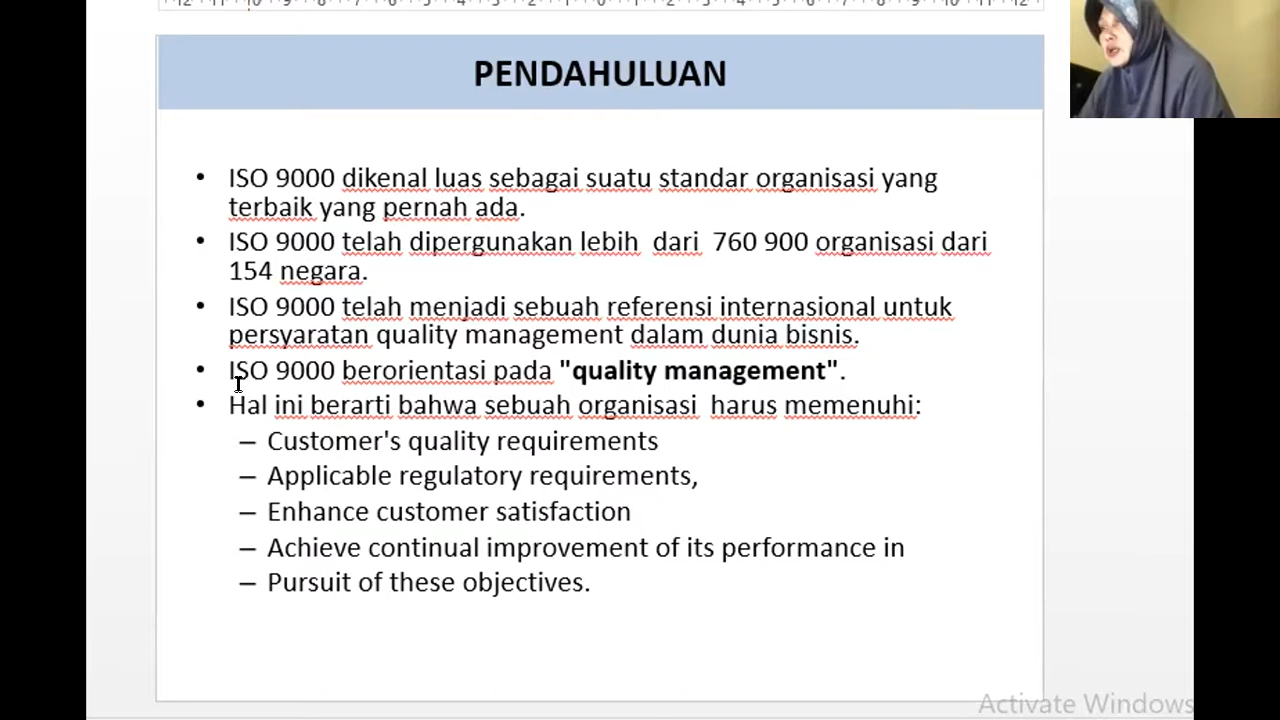 PENDAHULUAN
• ISO 9000 dikenal luas sebagai suatu standar organisasi yang
terbaik yang pernah ada.
• ISO 9000 telah dipergunakan lebih dari 760 900 organisasi dari
154 negara.
• ISO 9000 telah menjadi sebuah referensi internasional untuk
persyaratan quality management dalam dunia bisnis.
• ISO 9000 berorientasi pada "quality management".
• Hal ini berarti bahwa sebuah organisasi harus memenuhi:
– Customer's quality requirements
– Applicable regulatory requirements,
– Enhance customer satisfaction
– Achieve continual improvement of its performance in
– Pursuit of these objectives.
Activate Windows